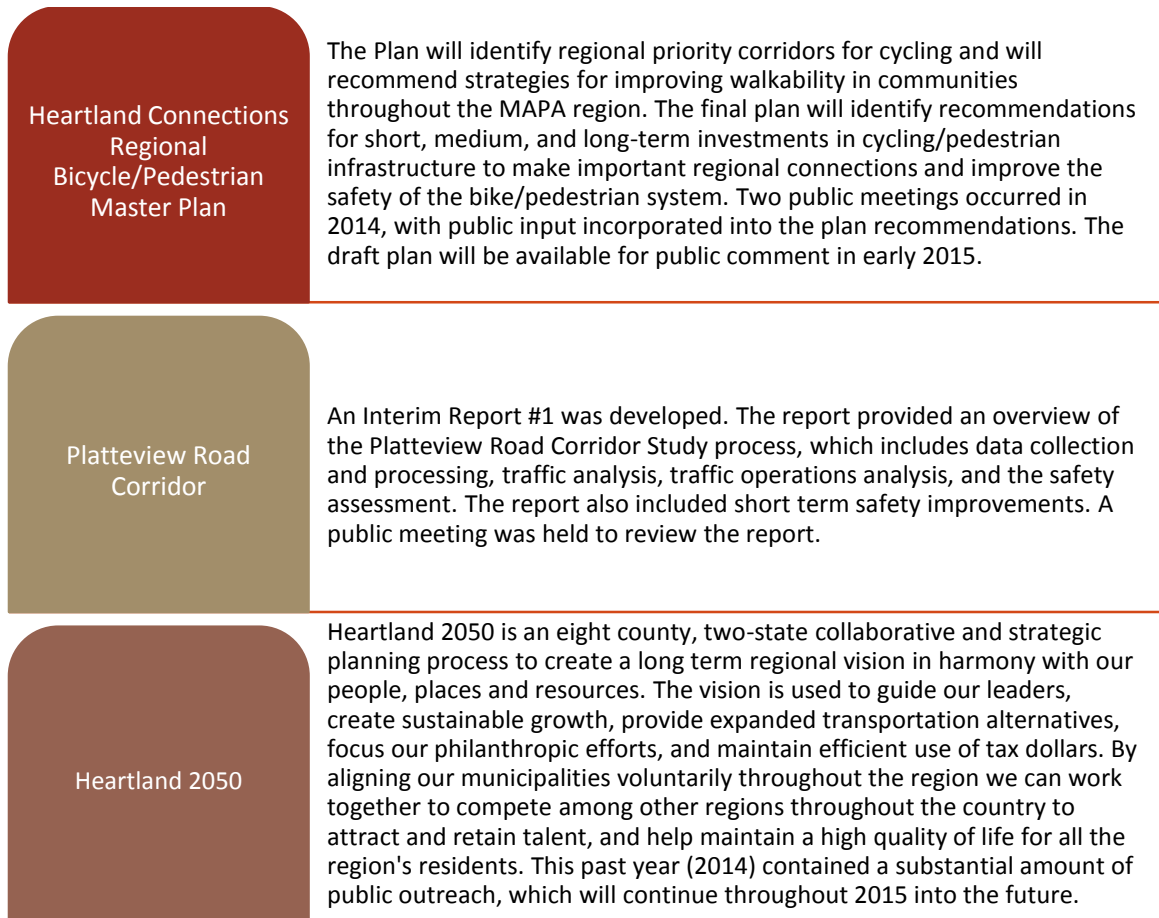 Heartland Connections
Regional
Bicycle/Pedestrian
Master Plan
The Plan will identify regional priority corridors for cycling and will
recommend strategies for improving walkability in communities
throughout the MAPA region. The final plan will identify recommendations
for short, medium, and long-term investments in cycling/pedestrian
infrastructure to make important regional connections and improve the
safety of the bike/pedestrian system. Two public meetings occurred in
2014, with public input incorporated into the plan recommendations. The
draft plan will be available for public comment in early 2015.
Platteview Road
Corridor
An Interim Report #1 was developed. The report provided an overview of
the Platteview Road Corridor Study process, which includes data collection
and processing, traffic analysis, traffic operations analysis, and the safety
assessment. The report also included short term safety improvements. A
public meeting was held to review the report.
Heartland 2050
Heartland 2050 is an eight county, two-state collaborative and strategic
planning process to create a long term regional vision in harmony with our
people, places and resources. The vision is used to guide our leaders,
create sustainable growth, provide expanded transportation alternatives,
focus our philanthropic efforts, and maintain efficient use of tax dollars. By
aligning our municipalities voluntarily throughout the region we can work
together to compete among other regions throughout the country to
attract and retain talent, and help maintain a high quality of life for all the
region's residents. This past year (2014) contained a substantial amount of
public outreach, which will continue throughout 2015 into the future.